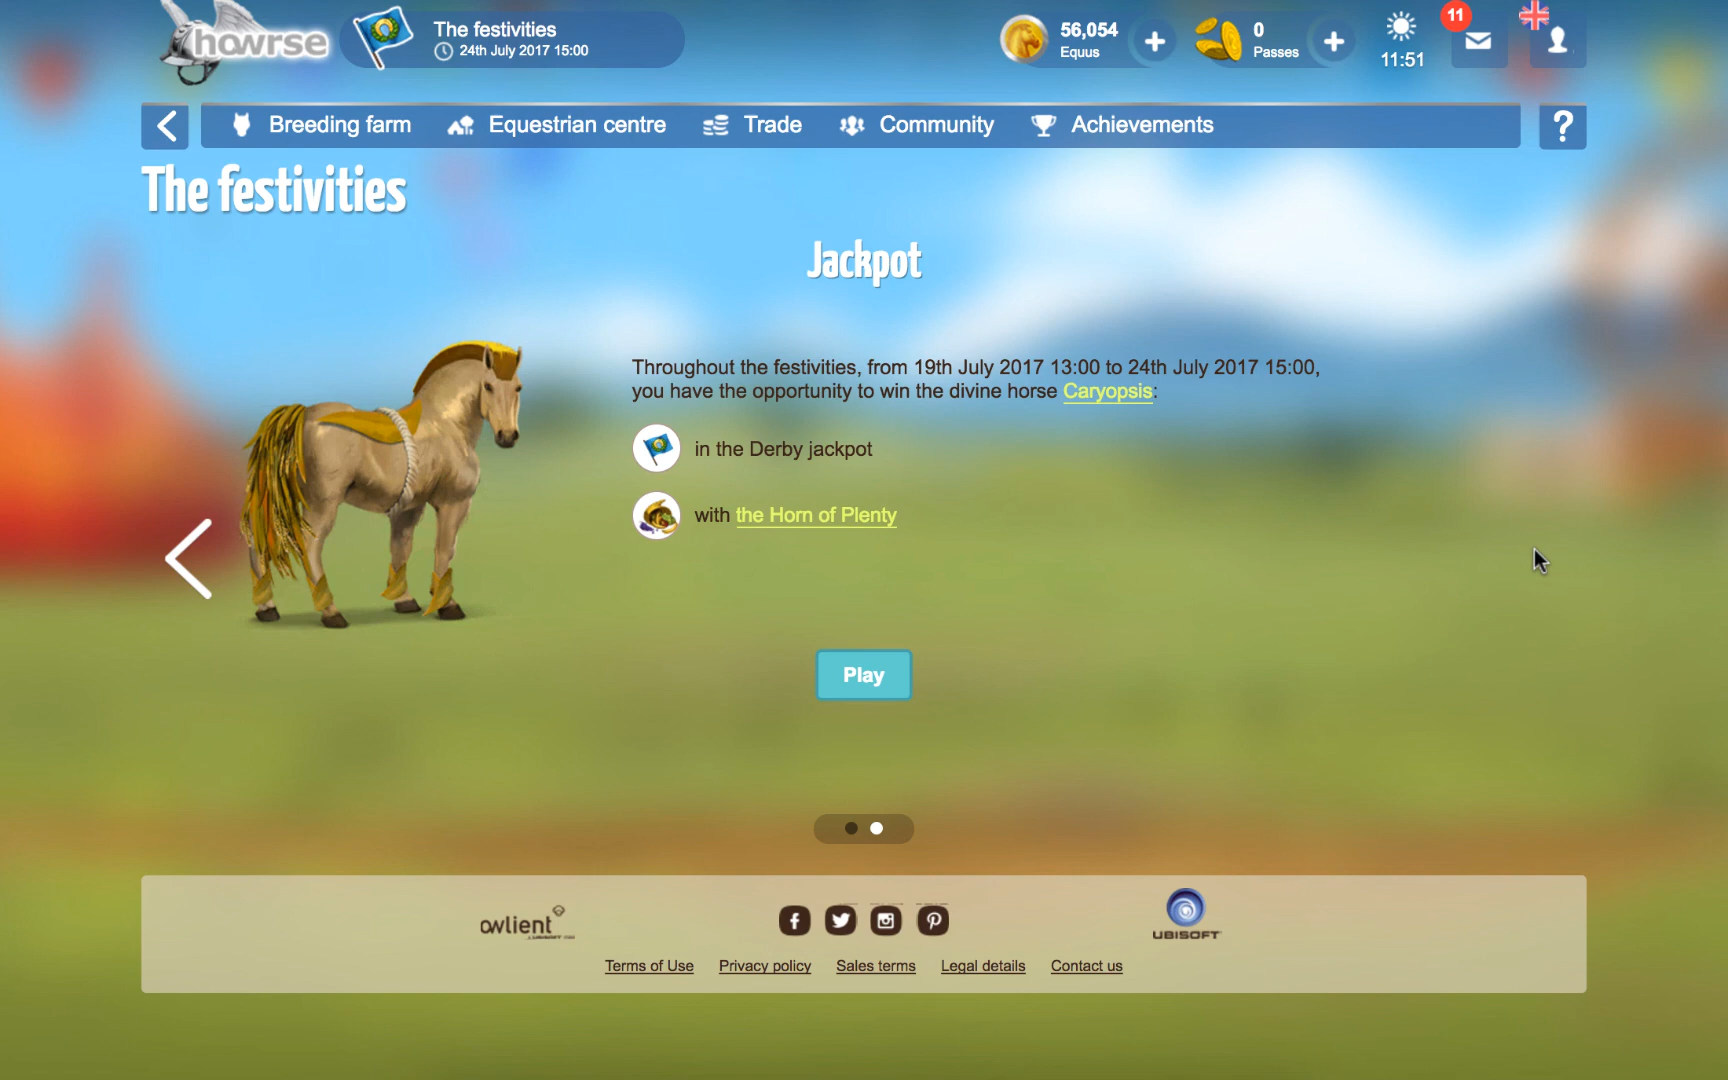 howrse
The festivities
24th July 2017 15:00
56,054
Equus
0
Passes
11:51
11
Breeding farm
Equestrian centre
Trade
Community
Achievements
?
The festivities
Jackpot
Throughout the festivities, from 19th July 2017 13:00 to 24th July 2017 15:00,
you have the opportunity to win the divine horse Caryopsis:
in the Derby jackpot
with the Horn of Plenty
Play
owlient
UBISOFT
Terms of Use
Privacy policy
Sales terms
Legal details
Contact us